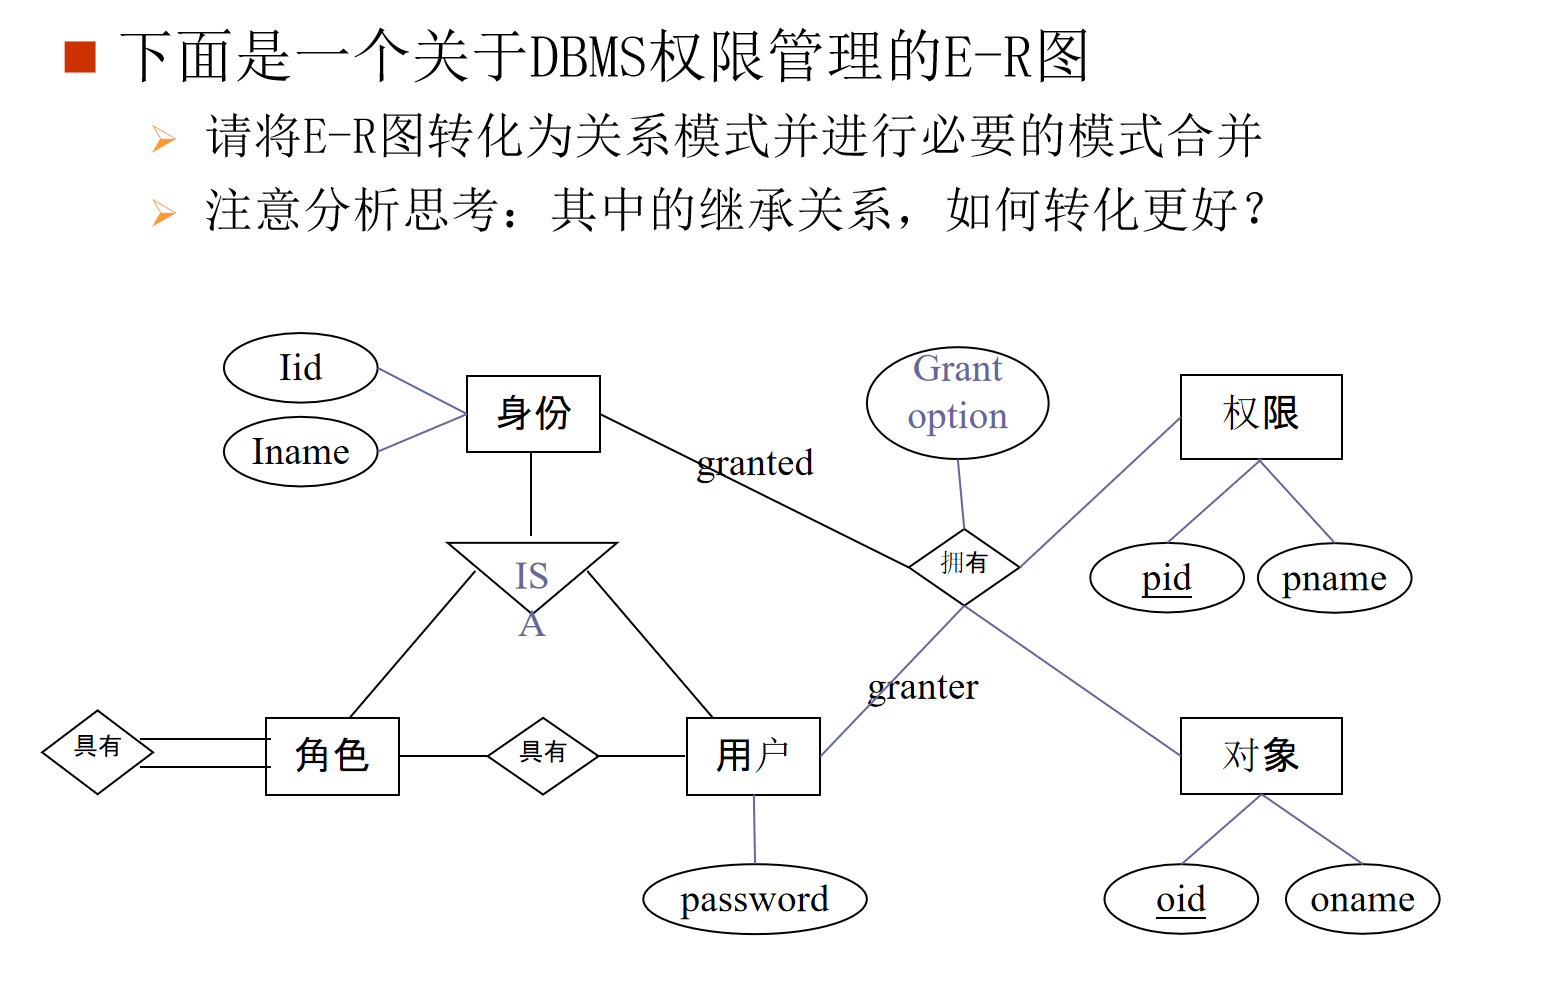 下面是一个关于DBMS权限管理的E-R图
请将E-R图转化为关系模式并进行必要的模式合并
注意分析思考：其中的继承关系，如何转化更好？
Iid
Iname
身份
granted
Grant
option
权限
拥有
pid
pname
IS
A
granter
具有
角色
具有
用户
对象
password
oid
oname